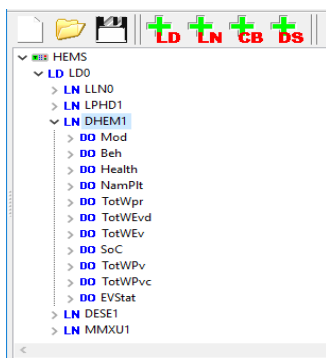 LD LN CB DS
HEMS
LD LD0
LN LLN0
LN LPHD1
LN DHEM1
DO Mod
DO Beh
DO Health
DO NamPlt
DO TotWpr
DO TotWEvd
DO TotWEv
DO SoC
DO TotWPv
DO TotWPvc
DO EVStat
LN DESE1
LN MMXU1